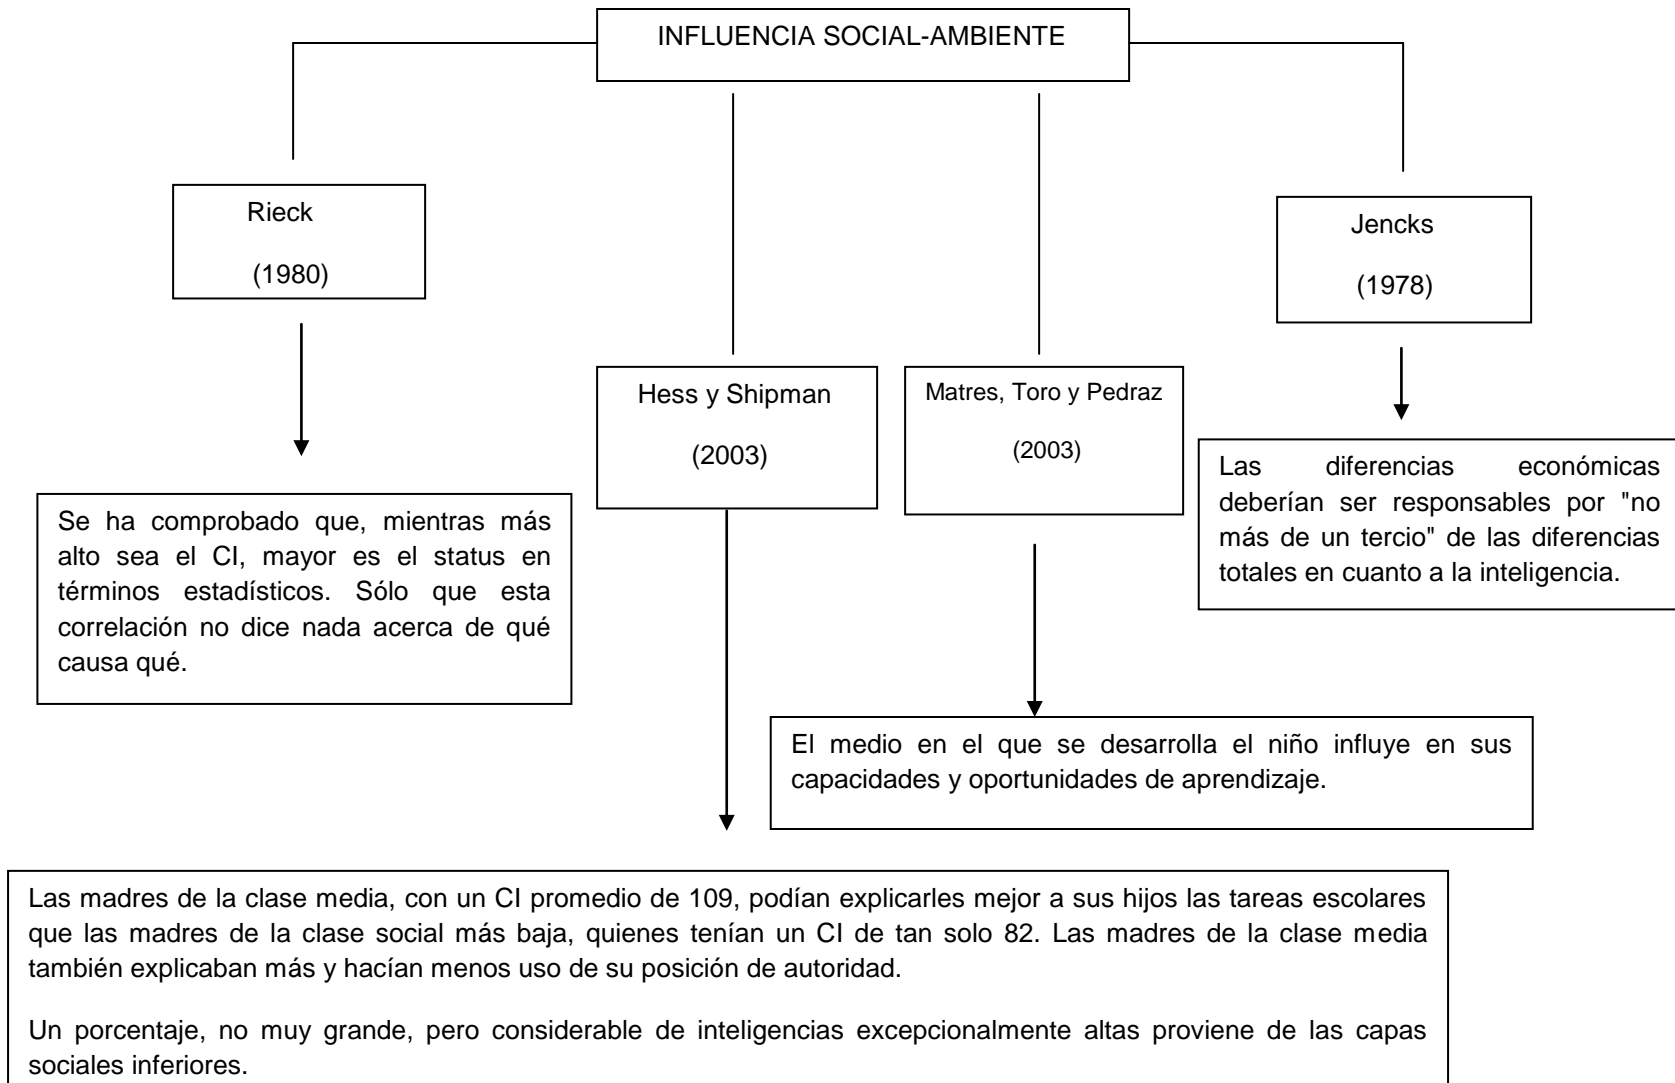 INFLUENCIA SOCIAL-AMBIENTE
Rieck
(1980)
Jencks
(1978)
Hess y Shipman
(2003)
Matres, Toro y Pedraz
(2003)
Se ha comprobado que, mientras más
alto sea el CI, mayor es el status en
términos estadísticos. Sólo que esta
correlación no dice nada acerca de qué
causa qué.
Las diferencias económicas
deberían ser responsables por "no
más de un tercio" de las diferencias
totales en cuanto a la inteligencia.
El medio en el que se desarrolla el niño influye en sus
capacidades y oportunidades de aprendizaje.
Las madres de la clase media, con un CI promedio de 109, podían explicarles mejor a sus hijos las tareas escolares
que las madres de la clase social más baja, quienes tenían un CI de tan solo 82. Las madres de la clase media
también explicaban más y hacían menos uso de su posición de autoridad.
Un porcentaje, no muy grande, pero considerable de inteligencias excepcionalmente altas proviene de las capas
sociales inferiores.